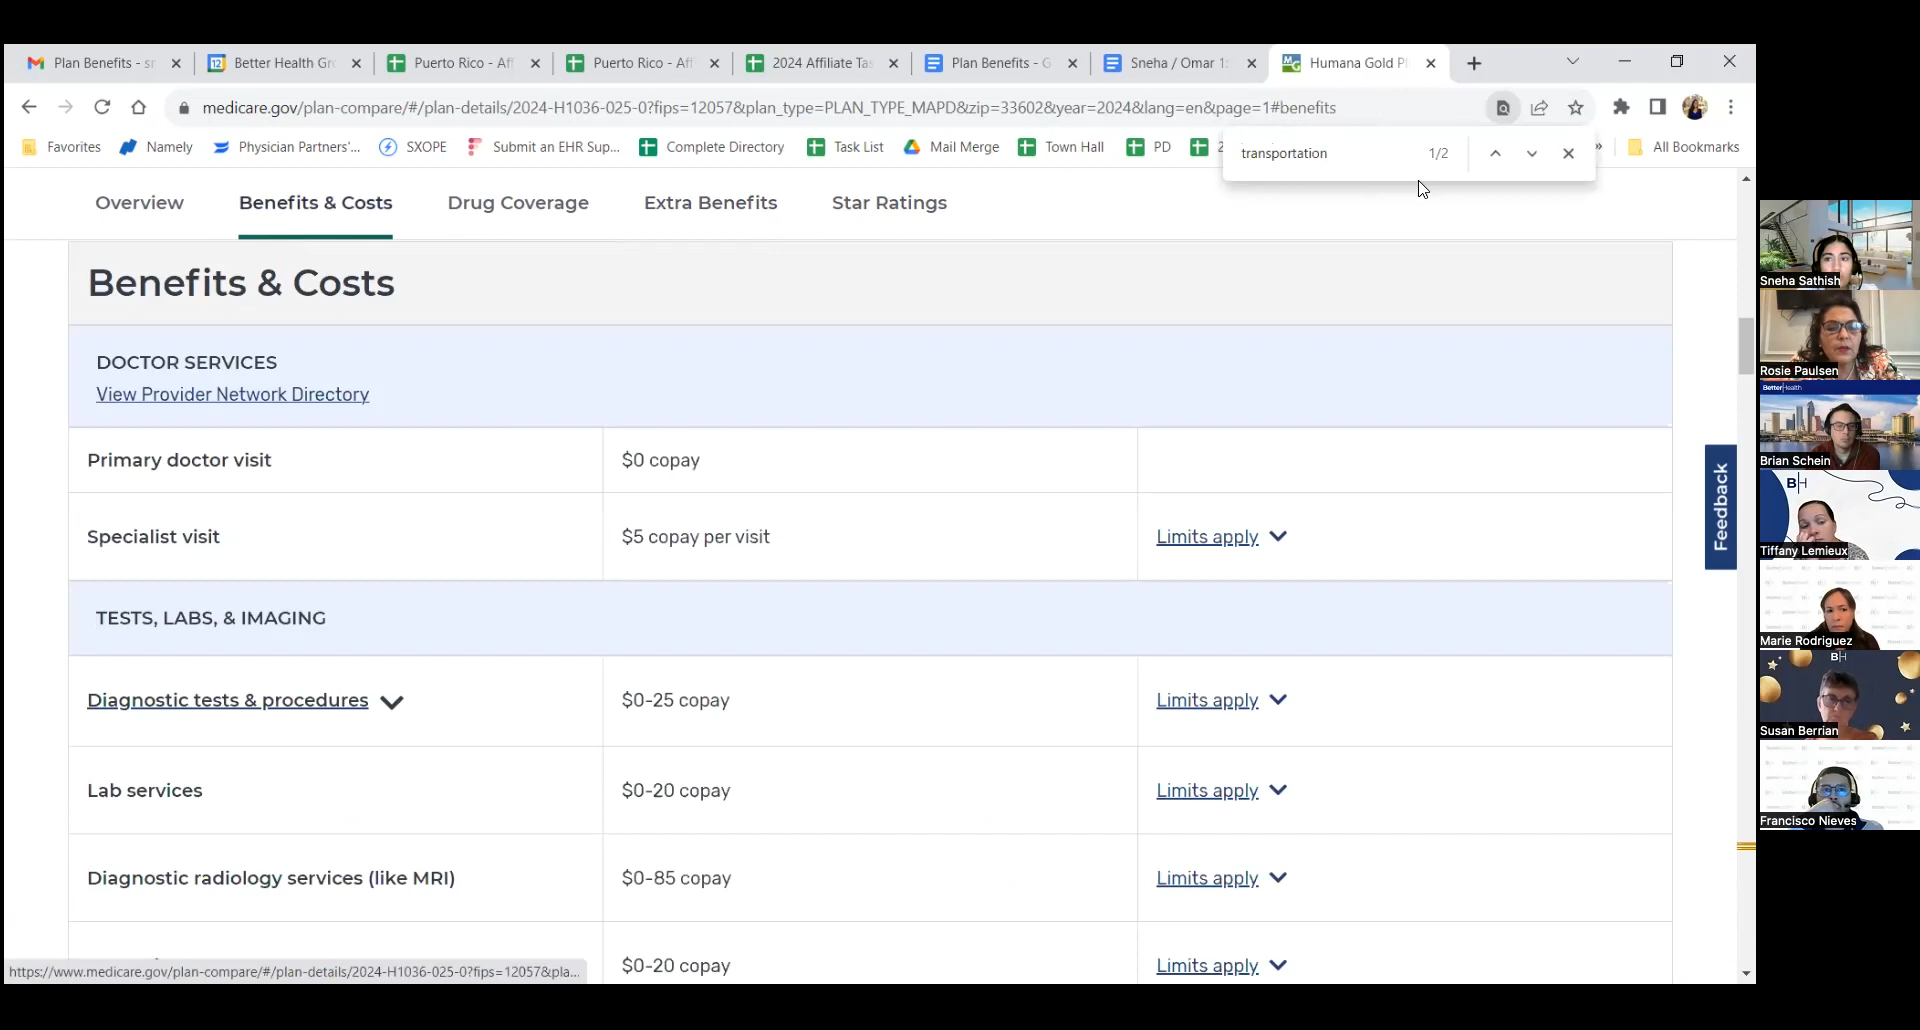 Plan Benefits - sr
Better Health Gr
Puerto Rico - Aff
Puerto Rico - Aff
2024 Affiliate Tas
Plan Benefits - G
Sneha / Omar 1:
Humana Gold Pl
medicare.gov/plan-compare/#/plan-details/2024-H1036-025-0?fips=12057&plan_type=PLAN_TYPE_MAPD&zip=33602&year=2024&lang=en&page=1#benefits
Favorites
Namely
Physician Partners'...
SXOPE
Submit an EHR Sup...
Complete Directory
Task List
Mail Merge
Town Hall
PD
2
»
All Bookmarks
transportation 1/2
Overview
Benefits & Costs
Drug Coverage
Extra Benefits
Star Ratings
Benefits & Costs
DOCTOR SERVICES
View Provider Network Directory
Primary doctor visit $0 copay
Specialist visit $5 copay per visit Limits apply
TESTS, LABS, & IMAGING
Diagnostic tests & procedures $0-25 copay Limits apply
Lab services $0-20 copay Limits apply
Diagnostic radiology services (like MRI) $0-85 copay Limits apply
$0-20 copay Limits apply
https://www.medicare.gov/plan-compare/#/plan-details/2024-H1036-025-0?fips=12057&pla...
Feedback
Sneha Sathish
Rosie Paulsen
BetterHealth
Brian Schein
B|H
Tiffany Lemieux
Marie Rodriguez
B|H
Susan Berrian
Francisco Nieves